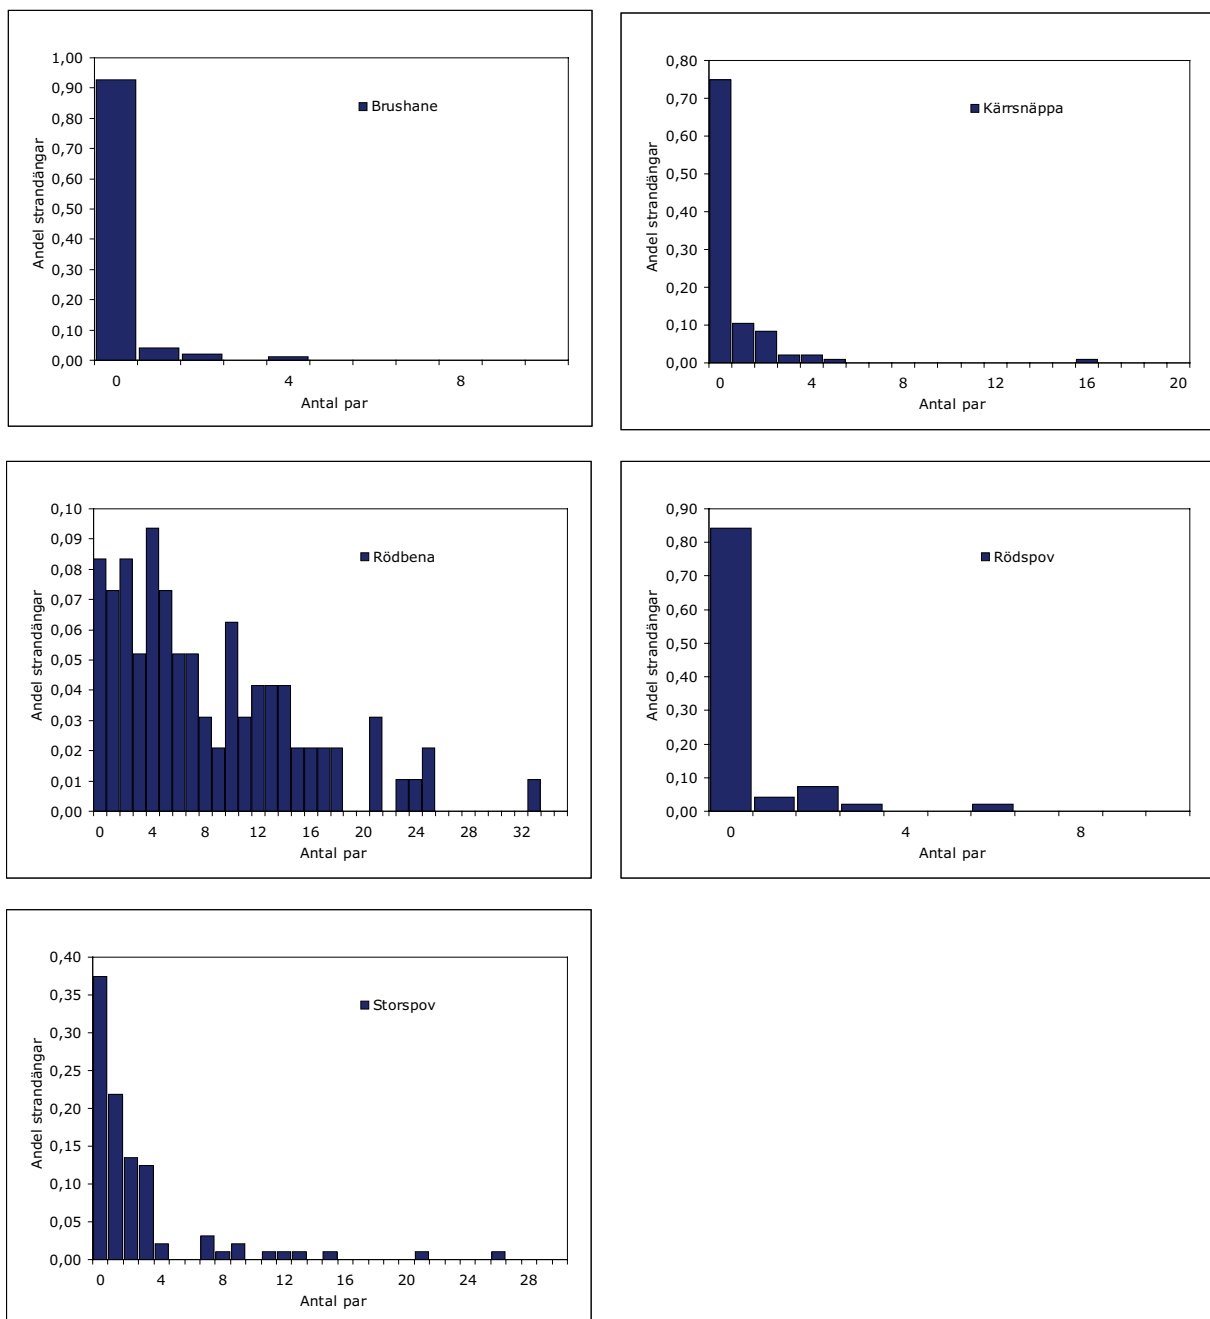 1,00
0,90
0,80
0,70
0,60
0,50
0,40
0,30
0,20
0,10
0,00
Andel strandängar
Brushane
0 4 8
Antal par
0,80
0,70
0,60
0,50
0,40
0,30
0,20
0,10
0,00
Andel strandängar
Kärrsnäppa
0 4 8 12 16 20
Antal par
0,10
0,09
0,08
0,07
0,06
0,05
0,04
0,03
0,02
0,01
0,00
Andel strandängar
Rödbena
0 4 8 12 16 20 24 28 32
Antal par
0,90
0,80
0,70
0,60
0,50
0,40
0,30
0,20
0,10
0,00
Andel strandängar
Rödspov
0 4 8
Antal par
0,40
0,35
0,30
0,25
0,20
0,15
0,10
0,05
0,00
Andel strandängar
Storspov
0 4 8 12 16 20 24 28
Antal par